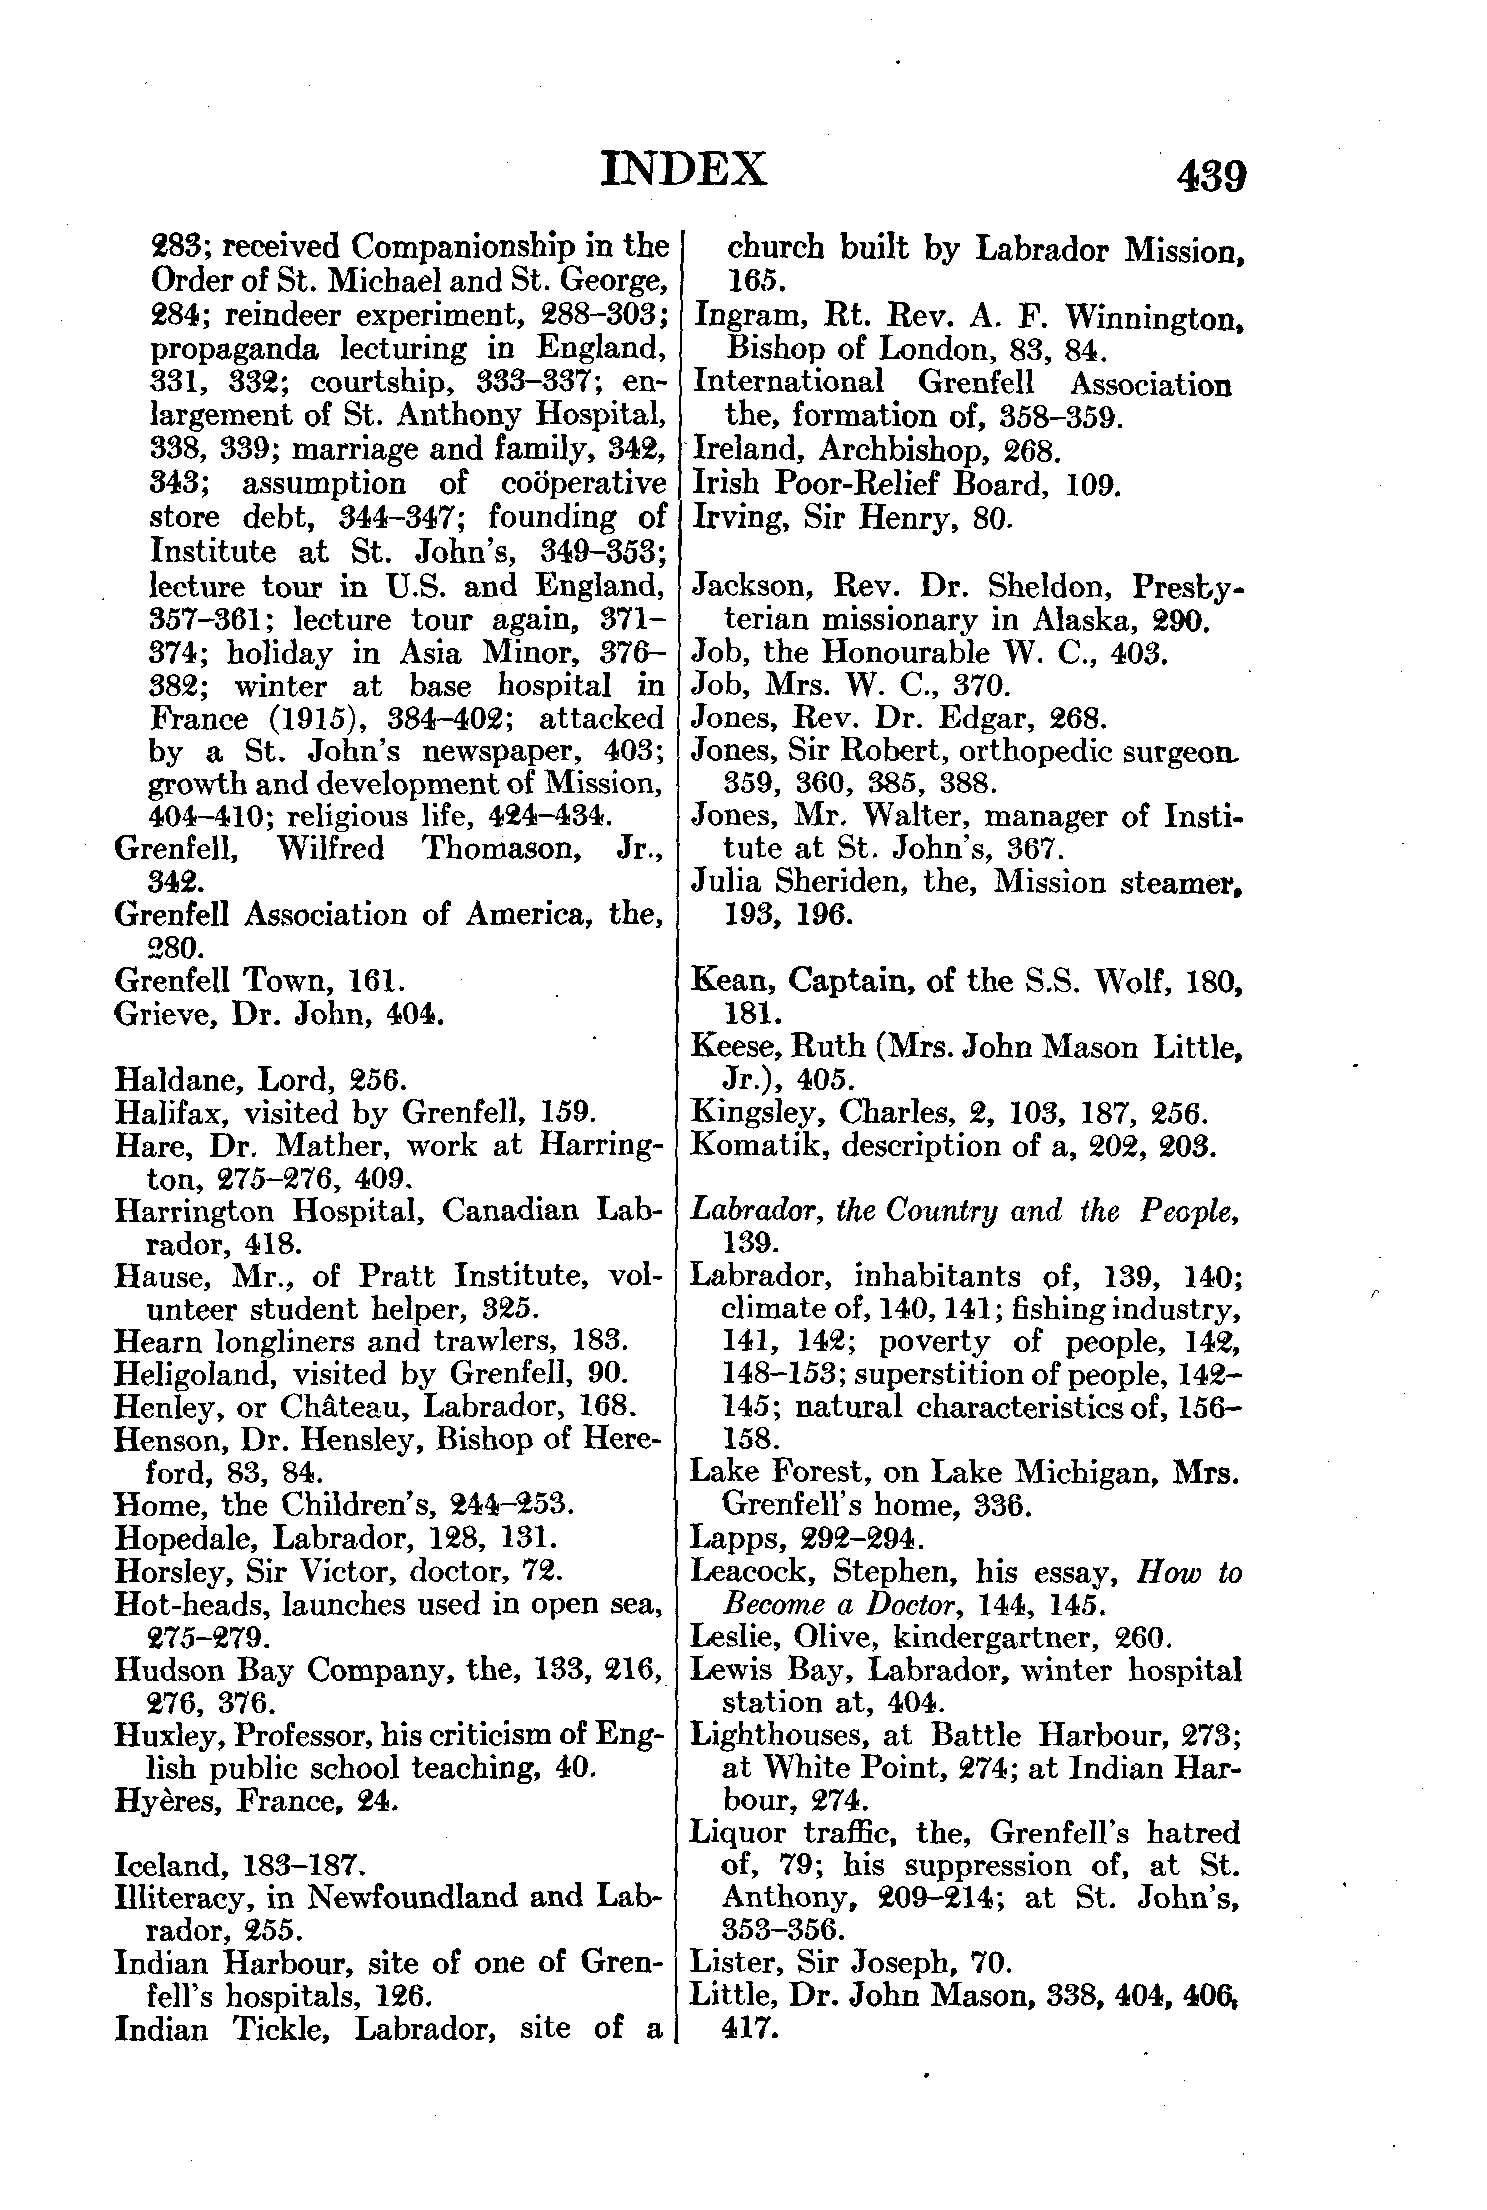 INDEX
439
283; received Companionship in the
Order of St. Michael and St. George,
284; reindeer experiment, 288–303;
propaganda lecturing in England,
331, 332; courtship, 333–337; en-
largement of St. Anthony Hospital,
338, 339; marriage and family, 342,
343; assumption of coöperative
store debt, 344–347; founding of
Institute at St. John's, 349–353;
lecture tour in U.S. and England,
357–361; lecture tour again, 371–
374; holiday in Asia Minor, 376–
382; winter at base hospital in
France (1915), 384–402; attacked
by a St. John's newspaper, 403;
growth and development of Mission,
404–410; religious life, 424–434.
Grenfell, Wilfred Thomason, Jr.,
342.
Grenfell Association of America, the,
280.
Grenfell Town, 161.
Grieve, Dr. John, 404.
Haldane, Lord, 256.
Halifax, visited by Grenfell, 159.
Hare, Dr. Mather, work at Harring-
ton, 275–276, 409.
Harrington Hospital, Canadian Lab-
rador, 418.
Hause, Mr., of Pratt Institute, vol-
unteer student helper, 325.
Hearn longliners and trawlers, 183.
Heligoland, visited by Grenfell, 90.
Henley, or Château, Labrador, 168.
Henson, Dr. Hensley, Bishop of Here-
ford, 83, 84.
Home, the Children's, 244–253.
Hopedale, Labrador, 128, 131.
Horsley, Sir Victor, doctor, 72.
Hot-heads, launches used in open sea,
275–279.
Hudson Bay Company, the, 133, 216,
276, 376.
Huxley, Professor, his criticism of Eng-
lish public school teaching, 40.
Hyères, France, 24.
Iceland, 183–187.
Illiteracy, in Newfoundland and Lab-
rador, 255.
Indian Harbour, site of one of Gren-
fell's hospitals, 126.
Indian Tickle, Labrador, site of a
church built by Labrador Mission,
165.
Ingram, Rt. Rev. A. F. Winnington,
Bishop of London, 83, 84.
International Grenfell Association
the, formation of, 358–359.
Ireland, Archbishop, 268.
Irish Poor-Relief Board, 109.
Irving, Sir Henry, 80.
Jackson, Rev. Dr. Sheldon, Presby-
terian missionary in Alaska, 290.
Job, the Honourable W. C., 403.
Job, Mrs. W. C., 370.
Jones, Rev. Dr. Edgar, 268.
Jones, Sir Robert, orthopedic surgeon.
359, 360, 385, 388.
Jones, Mr. Walter, manager of Insti-
tute at St. John's, 367.
Julia Sheriden, the, Mission steamer,
193, 196.
Kean, Captain, of the S.S. Wolf, 180,
181.
Keese, Ruth (Mrs. John Mason Little,
Jr.), 405.
Kingsley, Charles, 2, 103, 187, 256.
Komatik, description of a, 202, 203.
Labrador, the Country and the People,
139.
Labrador, inhabitants of, 139, 140;
climate of, 140, 141; fishing industry,
141, 142; poverty of people, 142,
148–153; superstition of people, 142–
145; natural characteristics of, 156–
158.
Lake Forest, on Lake Michigan, Mrs.
Grenfell's home, 336.
Lapps, 292–294.
Leacock, Stephen, his essay, How to
Become a Doctor, 144, 145.
Leslie, Olive, kindergartner, 260.
Lewis Bay, Labrador, winter hospital
station at, 404.
Lighthouses, at Battle Harbour, 273;
at White Point, 274; at Indian Har-
bour, 274.
Liquor traffic, the, Grenfell's hatred
of, 79; his suppression of, at St.
Anthony, 209–214; at St. John's,
353–356.
Lister, Sir Joseph, 70.
Little, Dr. John Mason, 338, 404, 406,
417.